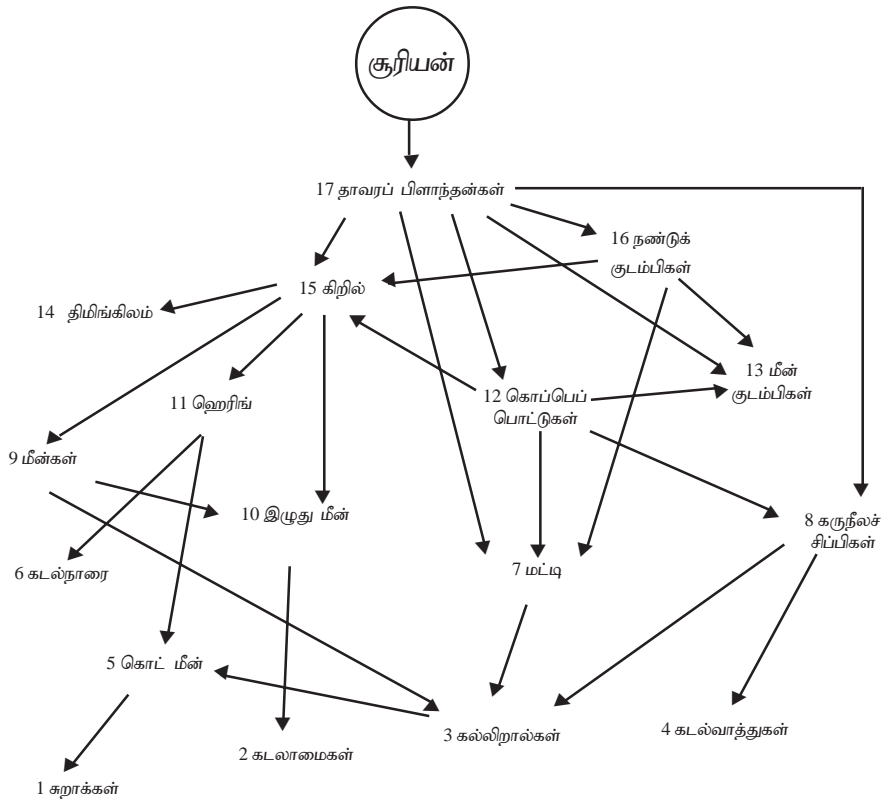 சூரியன்
17 தாவரப் பிளாந்தன்கள்
16 நண்டுக்
குடம்பிகள்
15 கிறில்
14 திமிங்கிலம்
13 மீன்
குடம்பிகள்
12 கொப்பெப்
பொட்டுகள்
11 ஹெரிங்
9 மீன்கள்
10 இழுது மீன்
8 கருநீலச்
சிப்பிகள்
6 கடல்நாரை
7 மட்டி
5 கொட் மீன்
3 கல்லிறால்கள்
4 கடல்வாத்துகள்
2 கடலாமைகள்
1 சுறாக்கள்